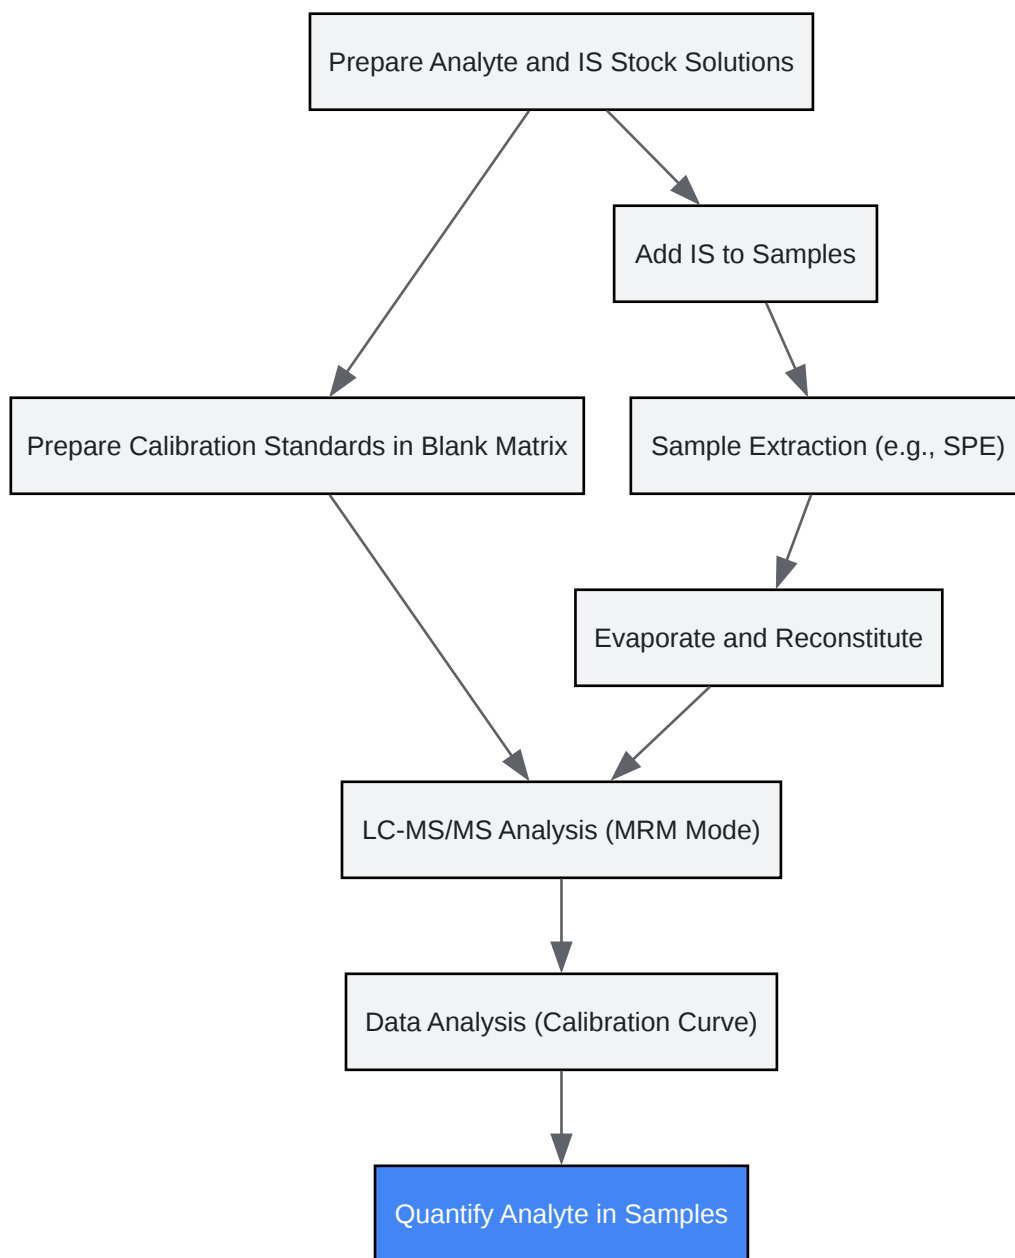 Prepare Analyte and IS Stock Solutions
Add IS to Samples
Prepare Calibration Standards in Blank Matrix
Sample Extraction (e.g., SPE)
Evaporate and Reconstitute
LC-MS/MS Analysis (MRM Mode)
Data Analysis (Calibration Curve)
Quantify Analyte in Samples